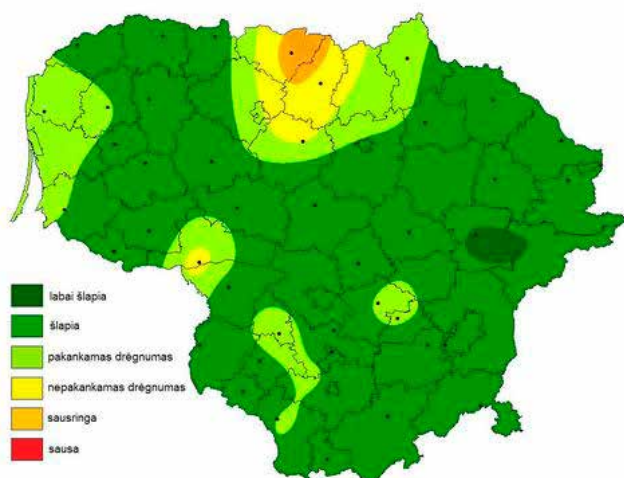 labai šlapia
šlapia
pakankamas drėgnumas
nepakankamas drėgnumas
sausringa
sausa